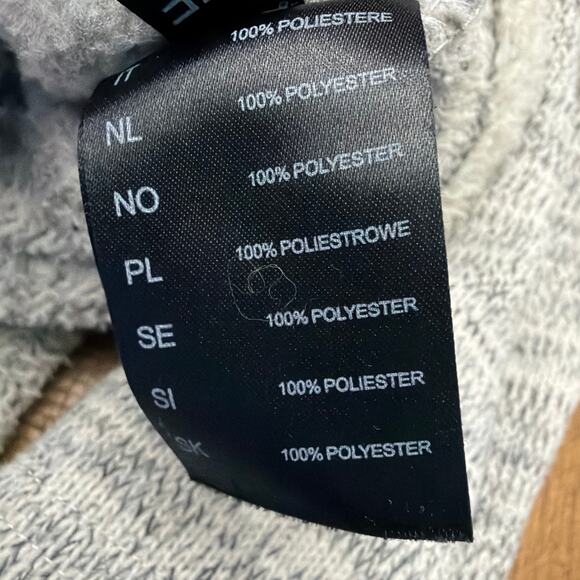 IT 100% POLIESTERE
NL 100% POLYESTER
NO 100% POLYESTER
PL 100% POLIESTROWE
SE 100% POLYESTER
SI 100% POLIESTER
SK 100% POLYESTER